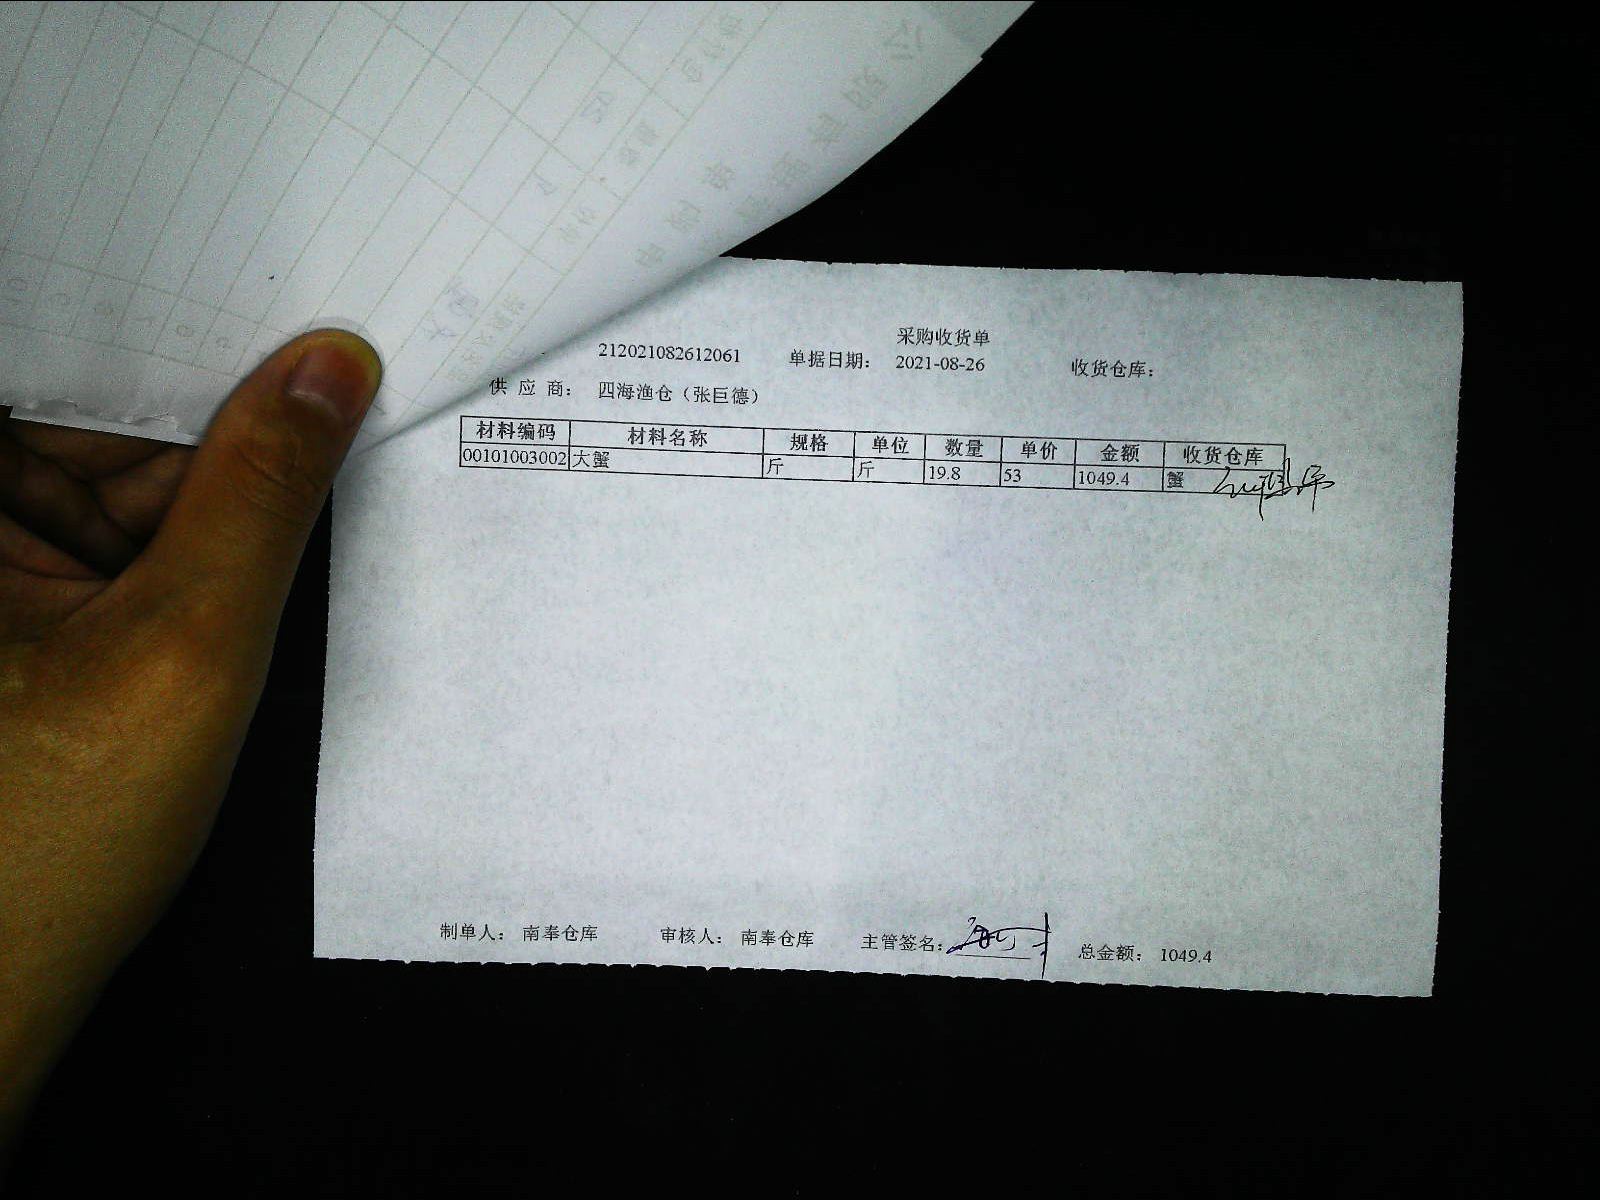 采购收货单
212021082612061 单据日期： 2021-08-26 收货仓库：
供 应 商： 四海渔仓（张巨德）
材料编码 材料名称 规格 单位 数量 单价 金额 收货仓库
00101003002 大蟹 斤 斤 19.8 53 1049.4 蟹
制单人： 南奉仓库 审核人： 南奉仓库 主管签名： 总金额： 1049.4